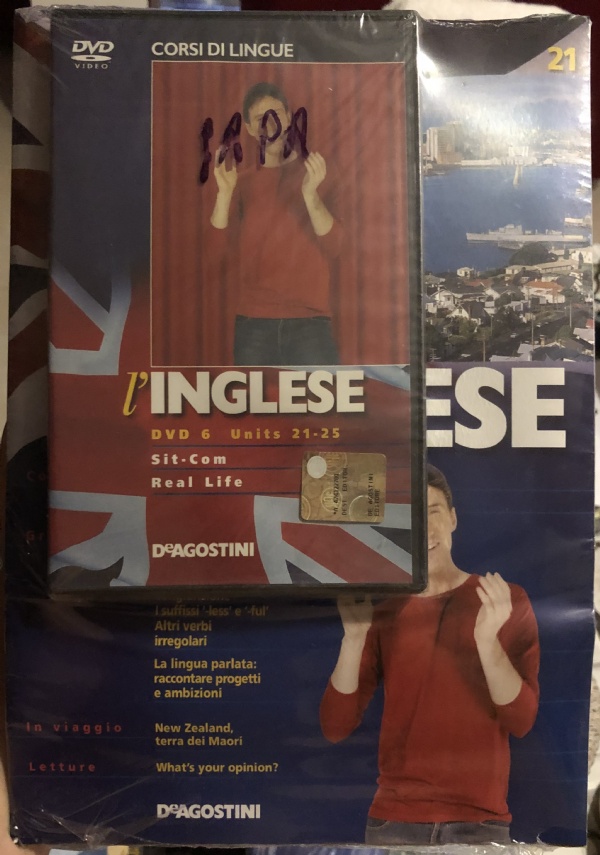 DVD
VIDEO
CORSI DI LINGUE
21
l'INGLESE
DVD 6 Units 21-25
Sit-Com
Real Life
DeAGOSTINI
ESE
I suffissi '-less' e '-ful'
Altri verbi
irregolari
La lingua parlata:
raccontare progetti
e ambizioni
In viaggio
New Zealand,
terra dei Maori
Letture
What's your opinion?
DeAGOSTINI